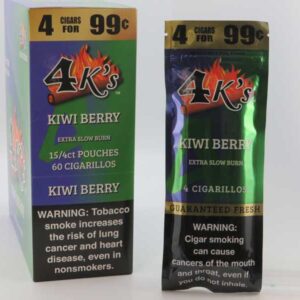 4 CIGARS FOR 99¢
4K's™
KIWI BERRY
EXTRA SLOW BURN
15/4ct POUCHES
60 CIGARILLOS
KIWI BERRY
WARNING: Tobacco
smoke increases
the risk of lung
cancer and heart
disease, even in
nonsmokers.
4 CIGARS FOR 99¢
4K's
KIWI BERRY
EXTRA SLOW BURN
4 CIGARILLOS
GUARANTEED FRESH
WARNING:
Cigar smoking
can cause
cancers of the mouth
and throat, even if
you do not inhale.